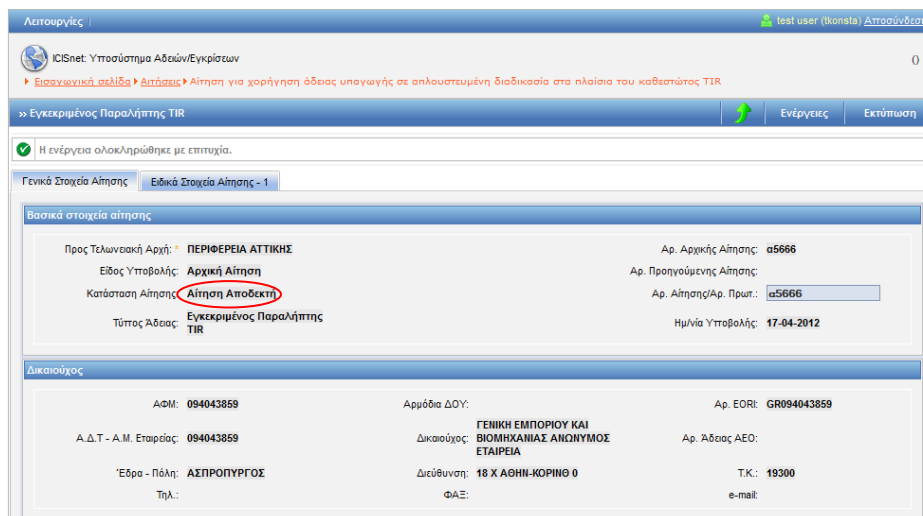 Λειτουργίες
test user (tkonsta) Αποσύνδεση
ICISnet: Υποσύστημα Αδειών/Εγκρίσεων
Εισαγωγική σελίδα Αιτήσεις Αίτηση για χορήγηση άδειας υπαγωγής σε απλουστευμένη διαδικασία στα πλαίσια του καθεστώτος TIR
» Εγκεκριμένος Παραλήπτης TIR Ενέργειες Εκτύπωση
Η ενέργεια ολοκληρώθηκε με επιτυχία.
Γενικά Στοιχεία Αίτησης Ειδικά Στοιχεία Αίτησης - 1
Βασικά στοιχεία αίτησης
Προς Τελωνειακή Αρχή: * ΠΕΡΙΦΕΡΕΙΑ ΑΤΤΙΚΗΣ Αρ. Αρχικής Αίτησης: α5666
Είδος Υποβολής: Αρχική Αίτηση Αρ. Προηγούμενης Αίτησης:
Κατάσταση Αίτησης: Αίτηση Αποδεκτή Αρ. Αίτησης/Αρ. Πρωτ.: α5666
Τύπος Άδειας: Εγκεκριμένος Παραλήπτης TIR Ημ/νία Υποβολής: 17-04-2012
Δικαιούχος
ΑΦΜ: 094043859 Αρμόδια ΔΟΥ: Αρ. EORI: GR094043859
Α.Δ.Τ - Α.Μ. Εταιρείας: 094043859 Δικαιούχος: ΓΕΝΙΚΗ ΕΜΠΟΡΙΟΥ ΚΑΙ ΒΙΟΜΗΧΑΝΙΑΣ ΑΝΩΝΥΜΟΣ ΕΤΑΙΡΕΙΑ Αρ. Άδειας ΑΕΟ:
Έδρα - Πόλη: ΑΣΠΡΟΠΥΡΓΟΣ Διεύθυνση: 18 Χ ΑΘΗΝ-ΚΟΡΙΝΘ 0 Τ.Κ.: 19300
Τηλ.: ΦΑΞ: e-mail: